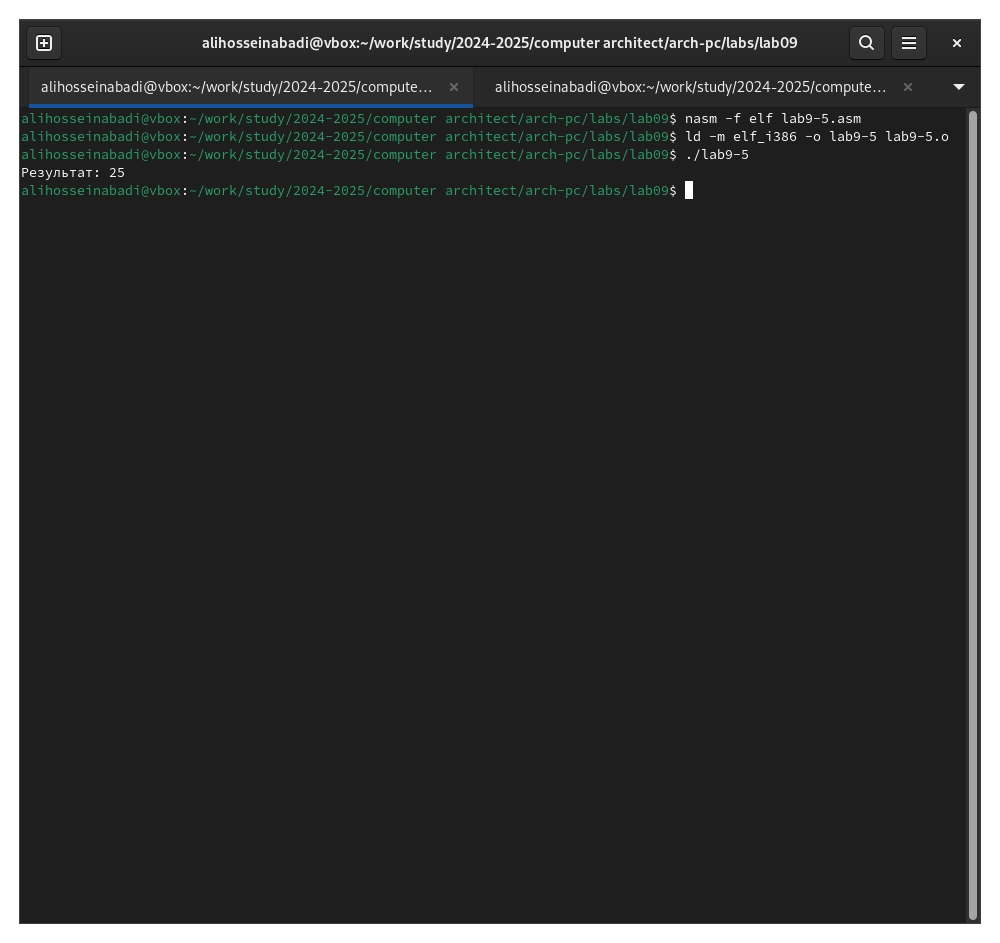 alihosseinabadi@vbox:~/work/study/2024-2025/computer architect/arch-pc/labs/lab09
alihosseinabadi@vbox:~/work/study/2024-2025/compute… alihosseinabadi@vbox:~/work/study/2024-2025/compute…
alihosseinabadi@vbox:~/work/study/2024-2025/computer architect/arch-pc/labs/lab09$ nasm -f elf lab9-5.asm
alihosseinabadi@vbox:~/work/study/2024-2025/computer architect/arch-pc/labs/lab09$ ld -m elf_i386 -o lab9-5 lab9-5.o
alihosseinabadi@vbox:~/work/study/2024-2025/computer architect/arch-pc/labs/lab09$ ./lab9-5
Результат: 25
alihosseinabadi@vbox:~/work/study/2024-2025/computer architect/arch-pc/labs/lab09$